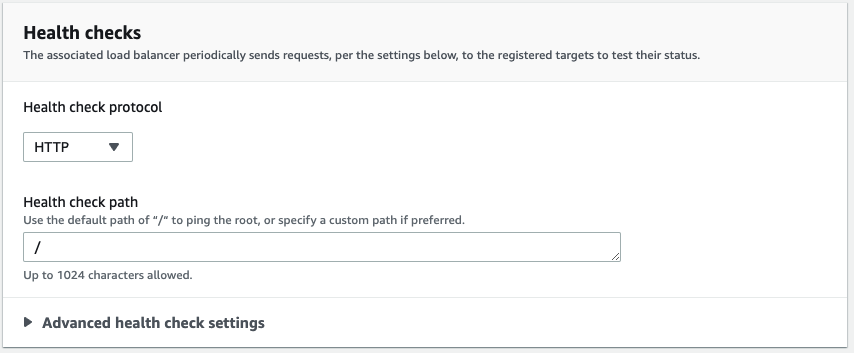 Health checks
The associated load balancer periodically sends requests, per the settings below, to the registered targets to test their status.
Health check protocol
HTTP
Health check path
Use the default path of "/" to ping the root, or specify a custom path if preferred.
/
Up to 1024 characters allowed.
Advanced health check settings